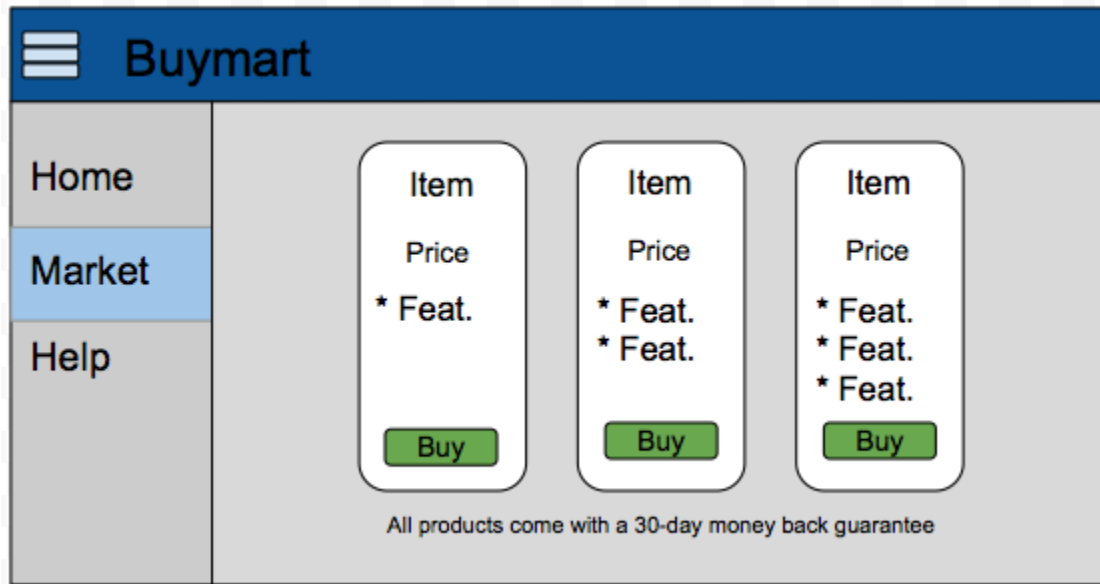 Buymart
Home
Market
Help
Item
Price
* Feat.
Buy
Item
Price
* Feat.
* Feat.
Buy
Item
Price
* Feat.
* Feat.
* Feat.
Buy
All products come with a 30-day money back guarantee